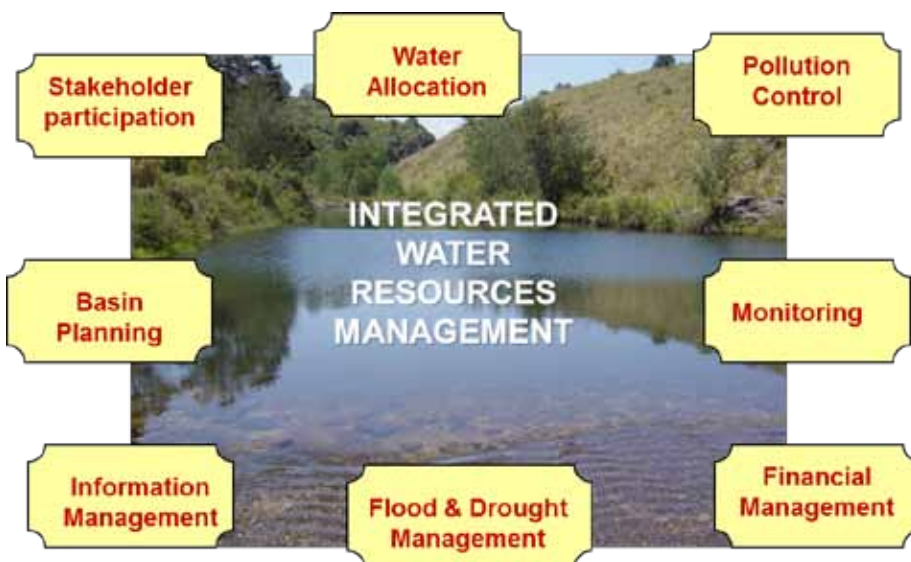 Water
Allocation
Stakeholder
participation
Pollution
Control
INTEGRATED
WATER
RESOURCES
MANAGEMENT
Basin
Planning
Monitoring
Information
Management
Flood & Drought
Management
Financial
Management